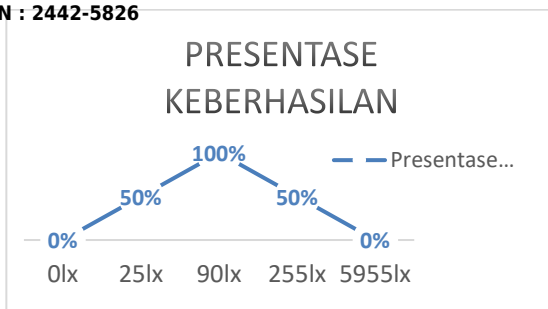 N : 2442-5826
PRESENTASE
KEBERHASILAN
100%
Presentase...
50%
50%
0%
0%
0lx 25lx 90lx 255lx 5955lx